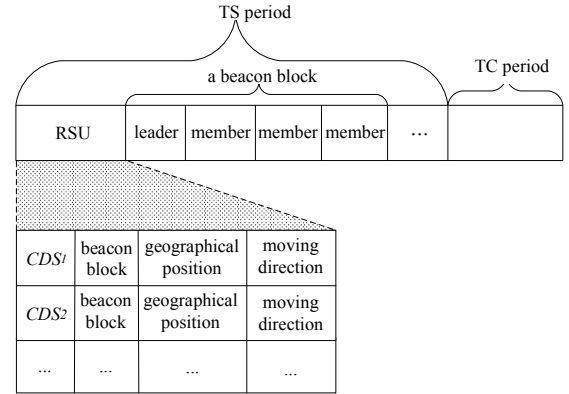 TS period
a beacon block
TC period
RSU leader member member member ...
CDS1 beacon block geographical position moving direction
CDS2 beacon block geographical position moving direction
... ... ... ...